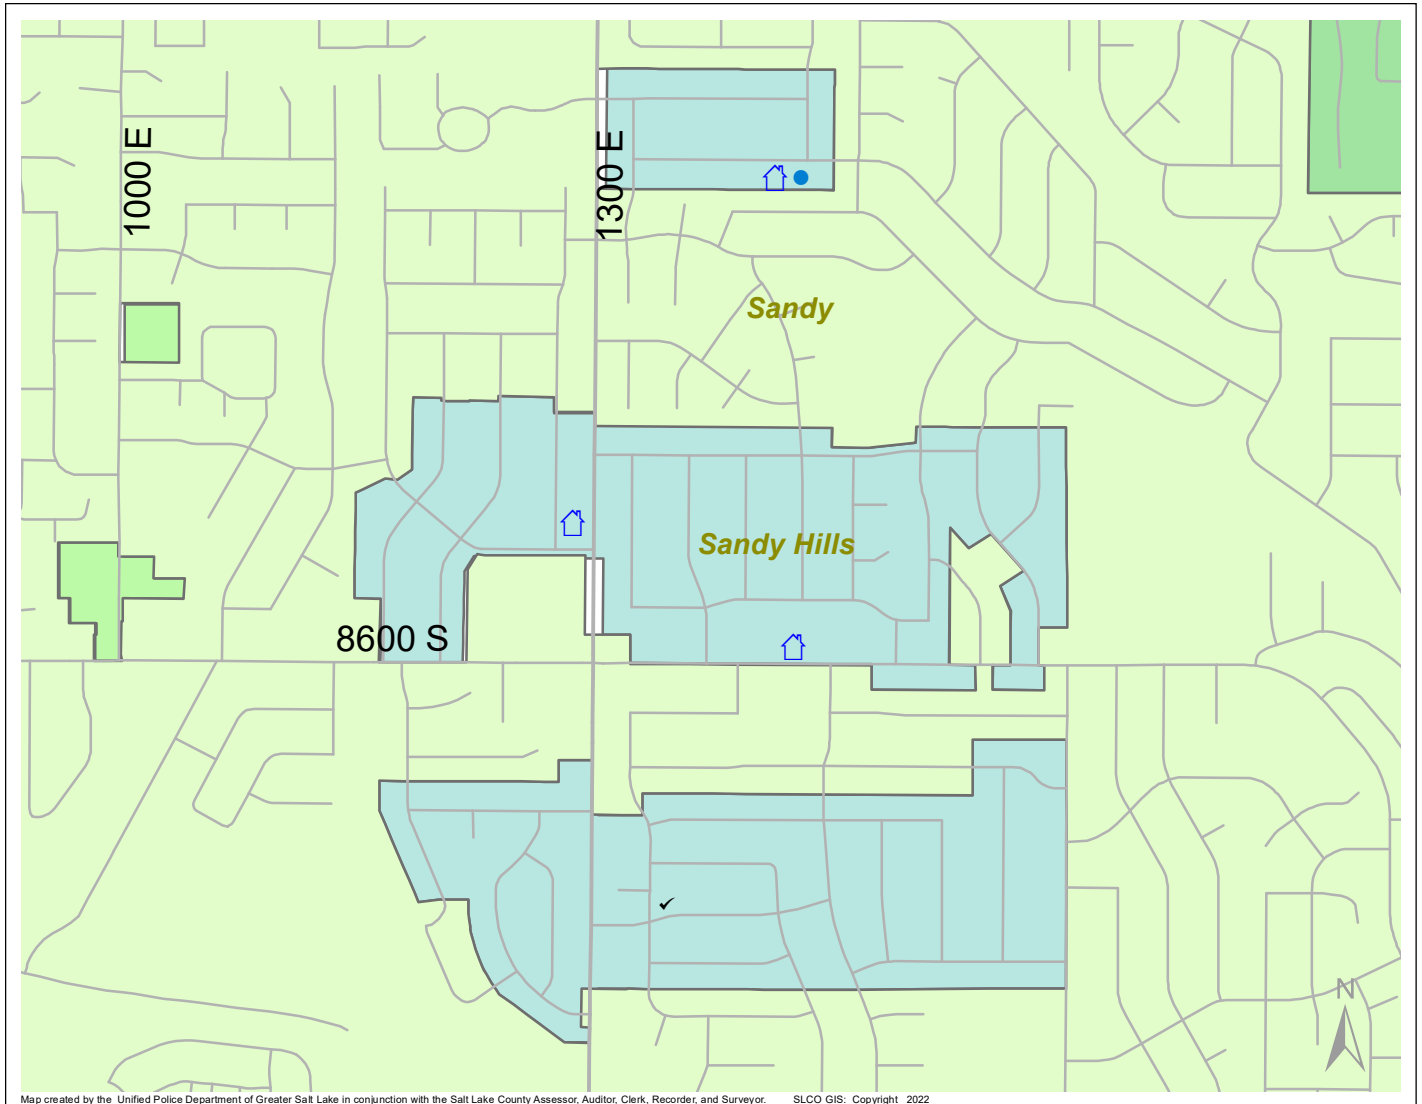 1000 E
1300 E
Sandy
Sandy Hills
8600 S
N
Map created by the Unified Police Department of Greater Salt Lake in conjunction with the Salt Lake County Assessor, Auditor, Clerk, Recorder, and Surveyor. SLCO GIS: Copyright 2022